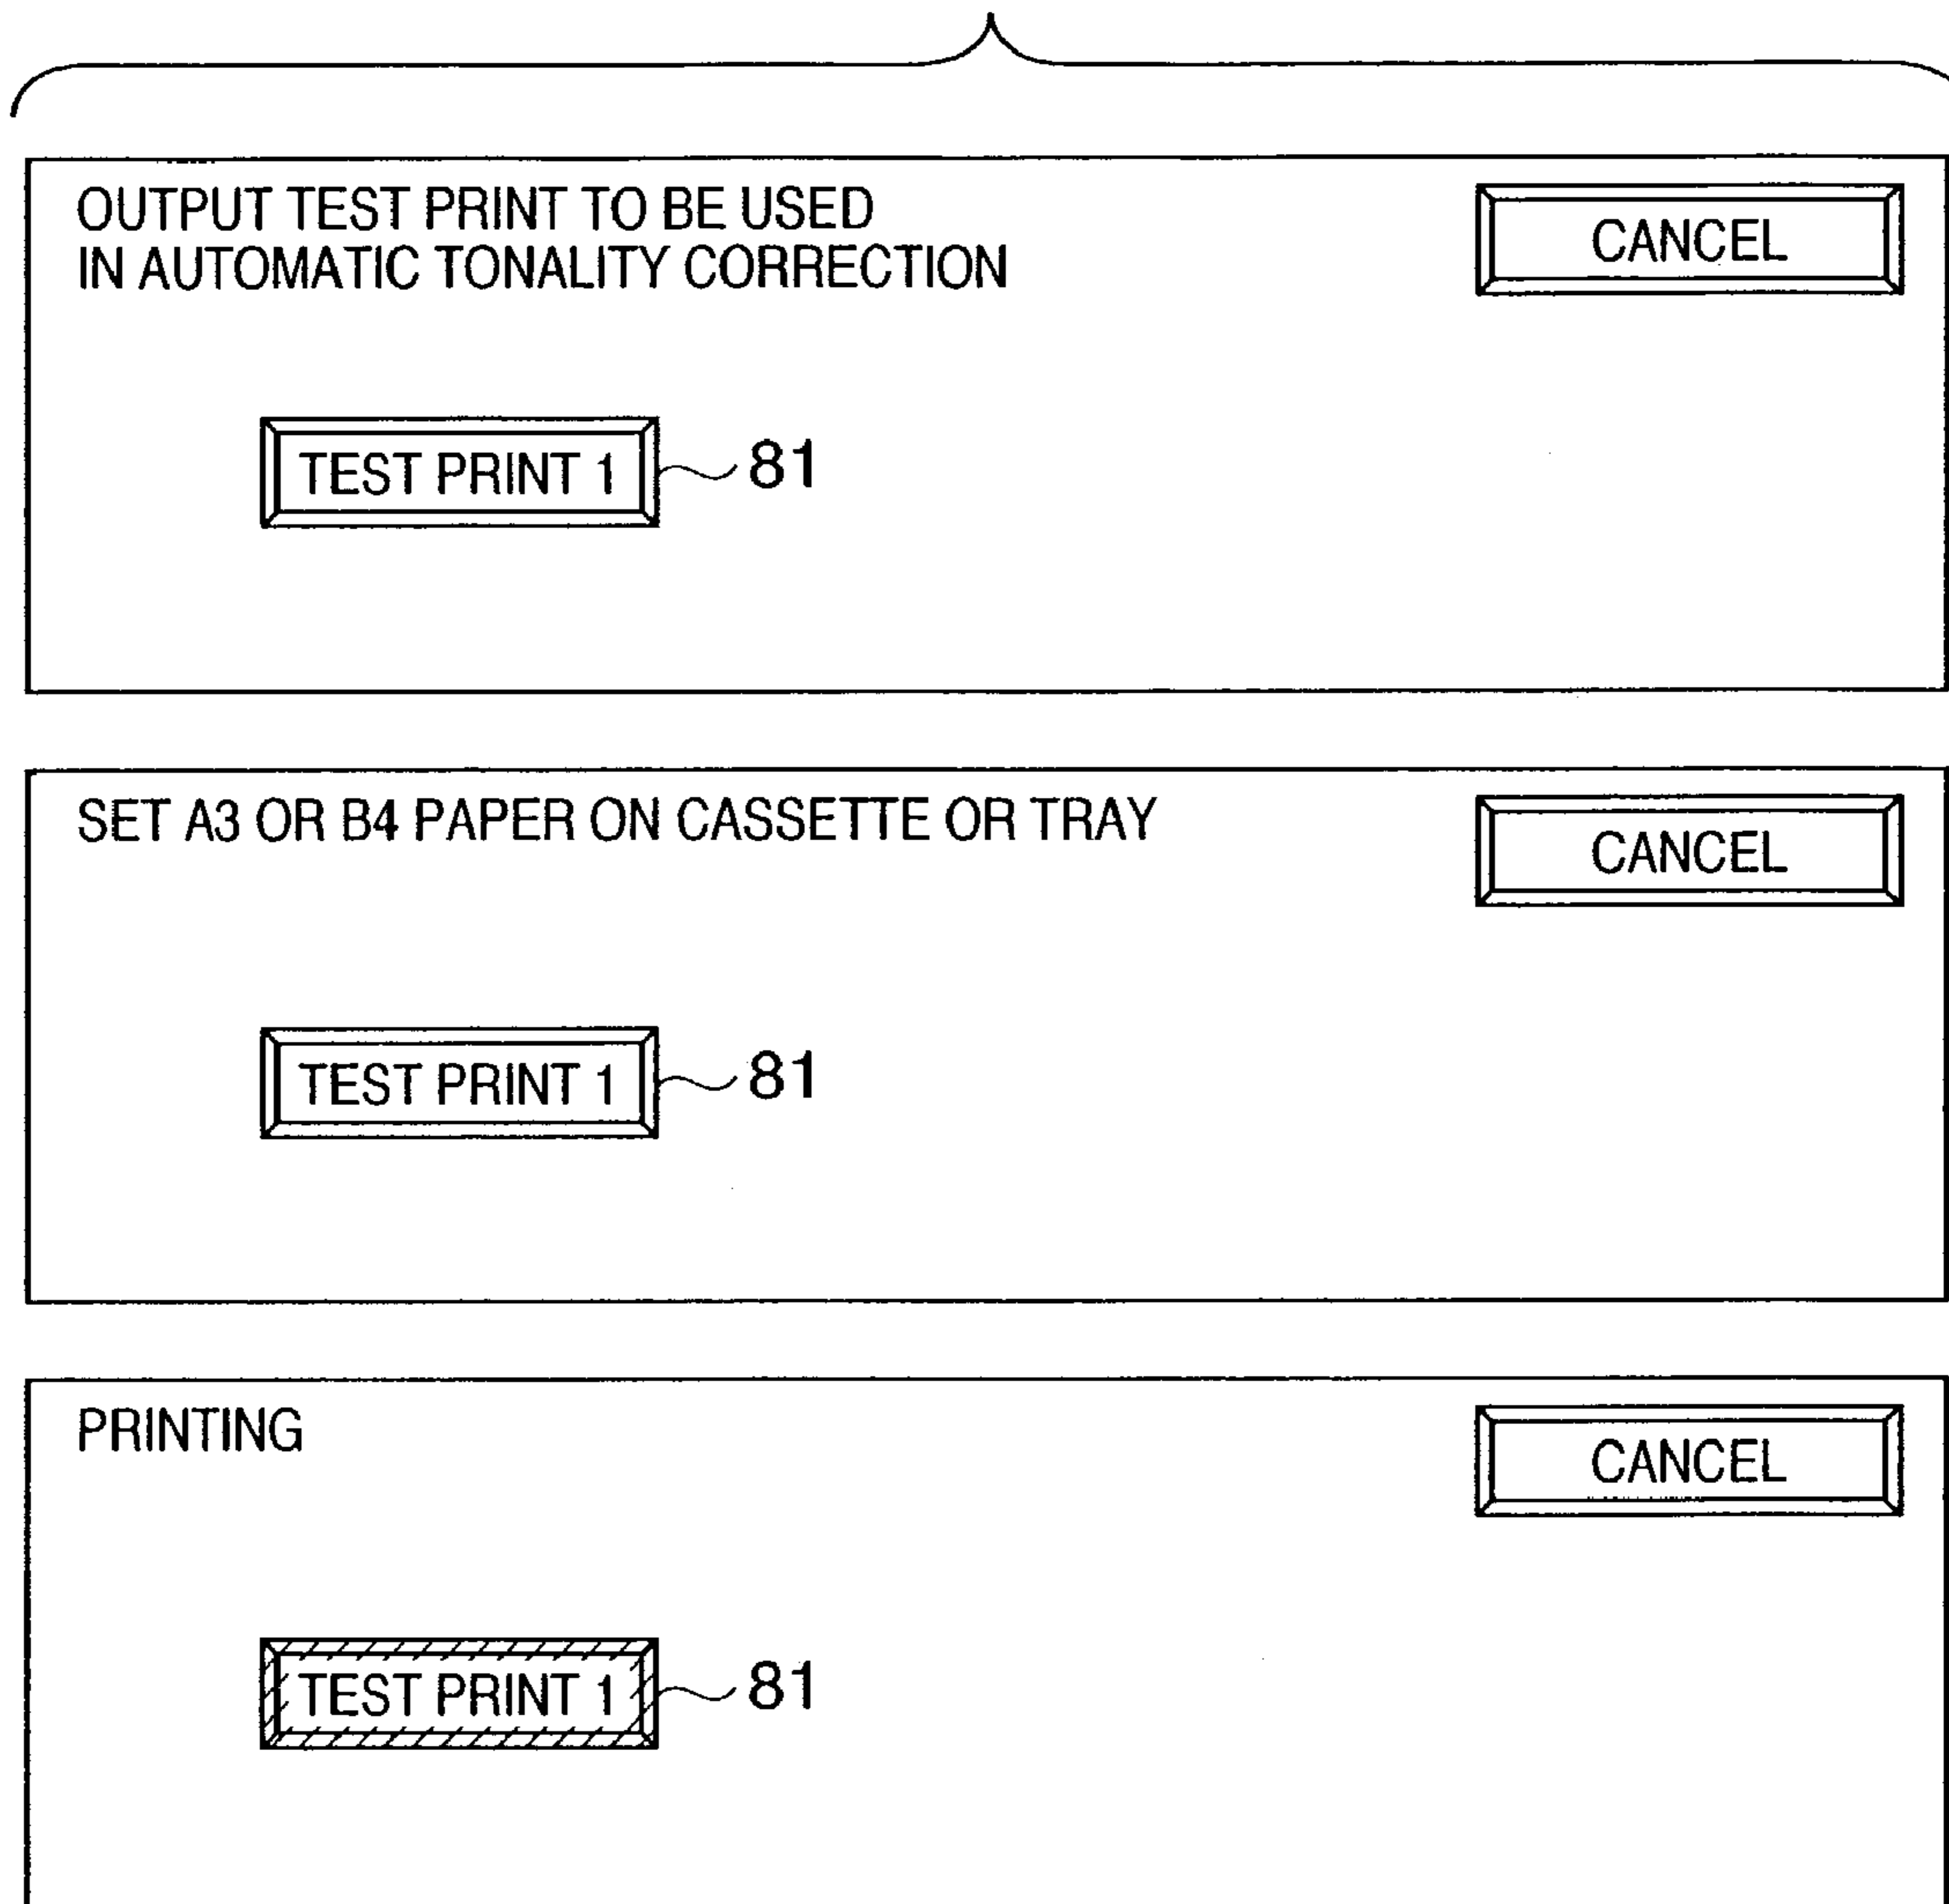 OUTPUT TEST PRINT TO BE USED
IN AUTOMATIC TONALITY CORRECTION
CANCEL
TEST PRINT 1
81
SET A3 OR B4 PAPER ON CASSETTE OR TRAY
CANCEL
TEST PRINT 1
81
PRINTING
CANCEL
TEST PRINT 1
81